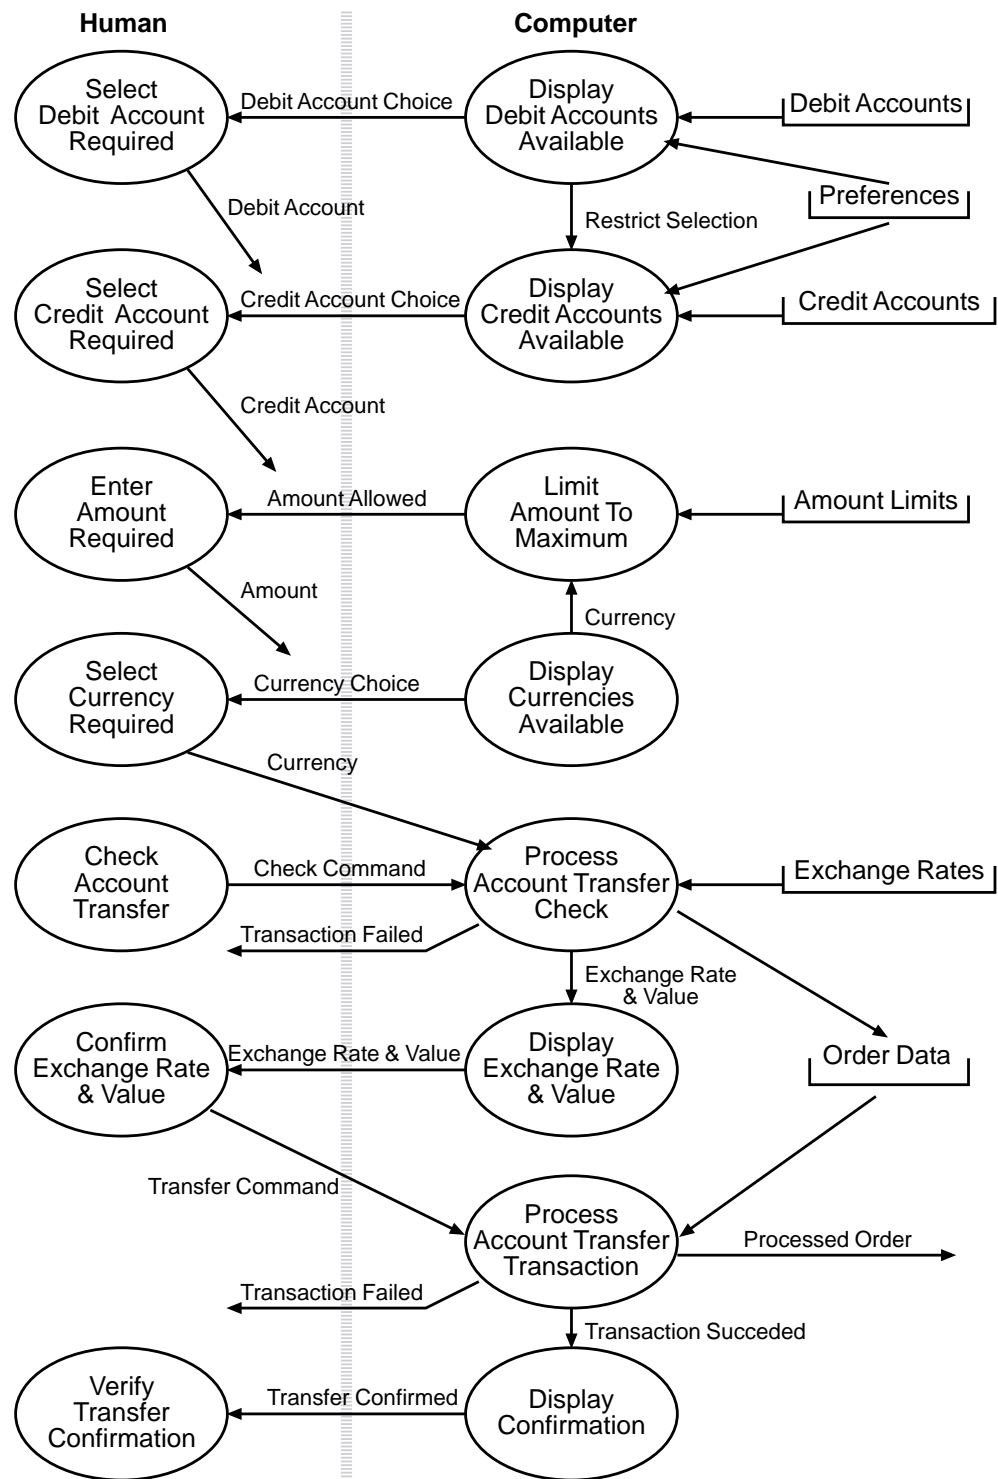 Human
Computer
Select
Debit Account
Required
Debit Account Choice
Display
Debit Accounts
Available
Debit Accounts
Preferences
Debit Account
Restrict Selection
Select
Credit Account
Required
Credit Account Choice
Display
Credit Accounts
Available
Credit Accounts
Credit Account
Enter
Amount
Required
Amount Allowed
Limit
Amount To
Maximum
Amount Limits
Amount
Currency
Select
Currency
Required
Currency Choice
Display
Currencies
Available
Currency
Check
Account
Transfer
Check Command
Process
Account Transfer
Check
Exchange Rates
Transaction Failed
Exchange Rate
& Value
Confirm
Exchange Rate
& Value
Exchange Rate & Value
Display
Exchange Rate
& Value
Order Data
Transfer Command
Process
Account Transfer
Transaction
Processed Order
Transaction Failed
Transaction Succeded
Verify
Transfer
Confirmation
Transfer Confirmed
Display
Confirmation